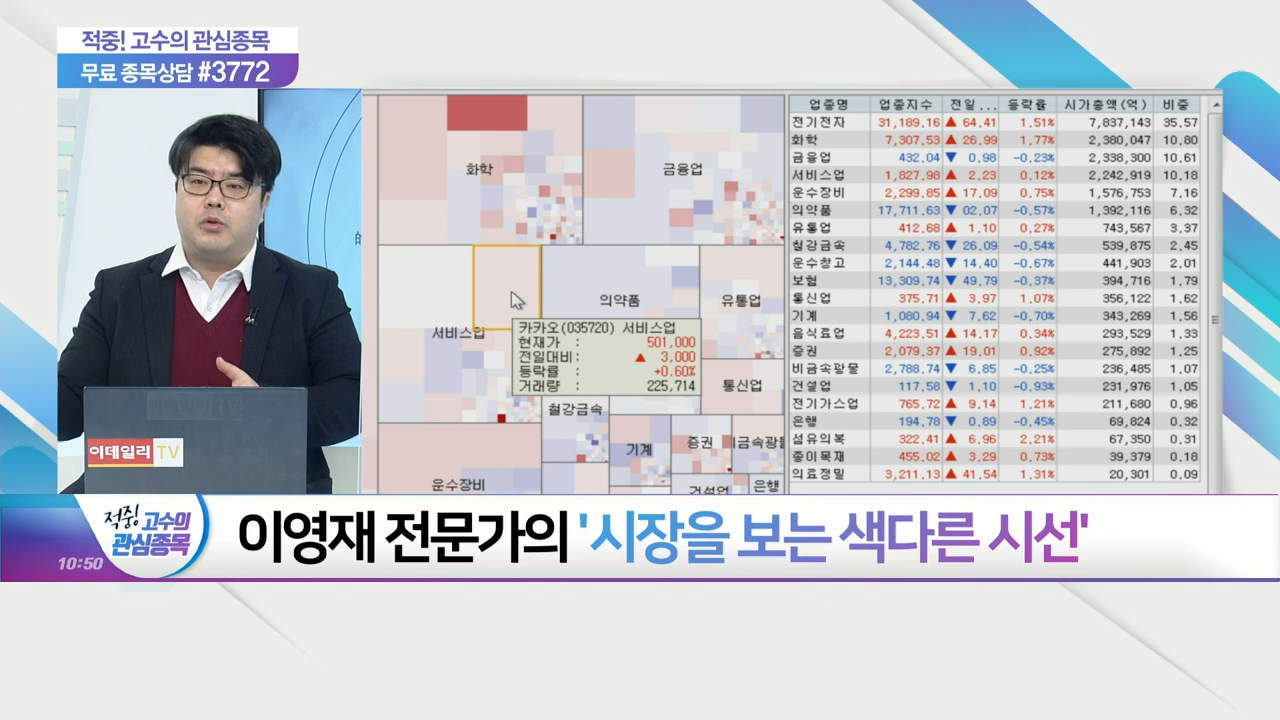 적중! 고수의 관심종목
무료 종목상담 #3772
이데일리 TV
화학
금융업
의약품
유통업
서비스업
카카오(035720) 서비스업
현재가 : 501,000
전일대비: ▲ 3,000
등락률 : +0.60%
거래량 : 225,714
통신업
철강금속
기계
증권
운수장비
건설업
은행
업종명 업종지수 전일... 등락률 시가총액(억) 비중
전기전자 31,189.16 ▲ 64.41 1.51% 7,837,143 35.57
화학 7,307.53 ▲ 26.99 1.77% 2,380,047 10.80
금융업 432.04 ▼ 0.98 -0.23% 2,338,300 10.61
서비스업 1,827.98 ▲ 2.23 0.12% 2,242,919 10.18
운수장비 2,299.85 ▲ 17.09 0.75% 1,576,753 7.16
의약품 17,711.63 ▼ 02.07 -0.57% 1,392,116 6.32
유통업 412.68 ▲ 1.10 0.27% 743,567 3.37
철강금속 4,782.76 ▼ 26.09 -0.54% 539,875 2.45
운수창고 2,144.48 ▼ 14.40 -0.67% 441,903 2.01
보험 13,309.74 ▼ 49.79 -0.37% 394,716 1.79
통신업 375.71 ▲ 3.97 1.07% 356,122 1.62
기계 1,080.94 ▼ 7.62 -0.70% 343,269 1.56
음식료업 4,223.51 ▲ 14.17 0.34% 293,529 1.33
증권 2,079.37 ▲ 19.01 0.92% 275,892 1.25
비금속광물 2,788.74 ▼ 6.85 -0.25% 236,485 1.07
건설업 117.58 ▼ 1.10 -0.93% 231,976 1.05
전기가스업 765.72 ▲ 9.14 1.21% 211,680 0.96
은행 194.78 ▼ 0.89 -0.45% 69,824 0.32
섬유의복 322.41 ▲ 6.96 2.21% 67,350 0.31
종이목재 455.02 ▲ 3.29 0.73% 39,379 0.18
의료정밀 3,211.13 ▲ 41.54 1.31% 20,301 0.09
적중! 고수의
관심종목
10:50
이영재 전문가의 '시장을 보는 색다른 시선'